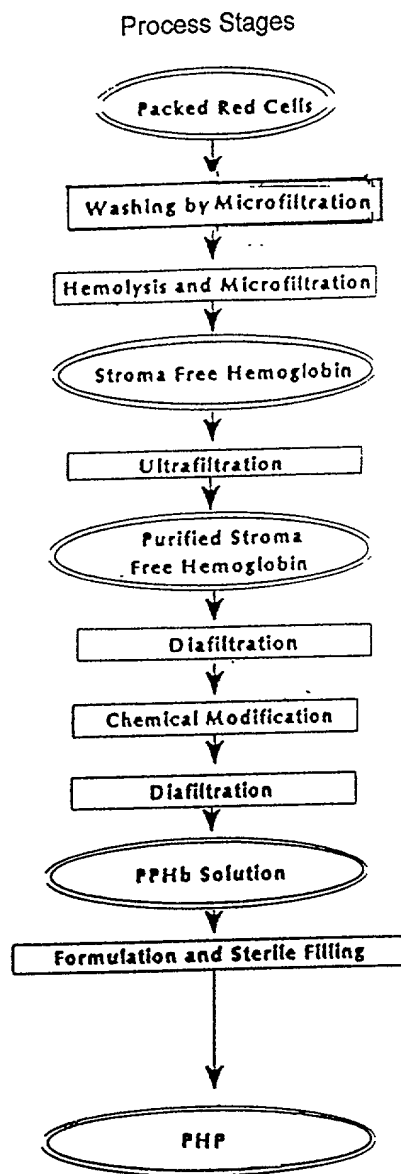 Process Stages
Packed Red Cells
Washing by Microfiltration
Hemolysis and Microfiltration
Stroma Free Hemoglobin
Ultrafiltration
Purified Stroma
Free Hemoglobin
Diafiltration
Chemical Modification
Diafiltration
PPHb Solution
Formulation and Sterile Filling
PHP